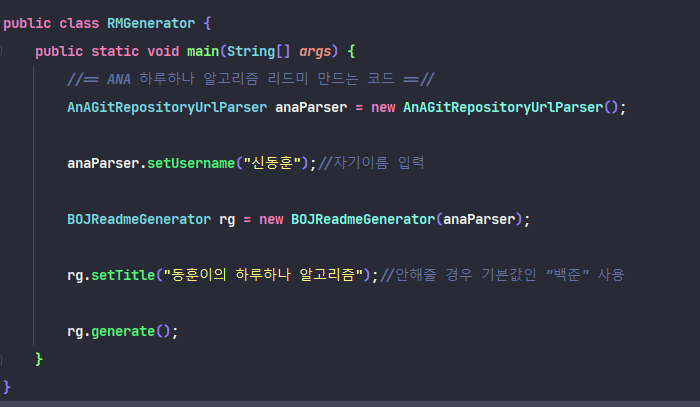 public class RMGenerator {
public static void main(String[] args) {
//== ANA 하루하나 알고리즘 리드미 만드는 코드 ==//
AnAGitRepositoryUrlParser anaParser = new AnAGitRepositoryUrlParser();
anaParser.setUsername("신동훈");//자기이름 입력
BOJReadmeGenerator rg = new BOJReadmeGenerator(anaParser);
rg.setTitle("동훈이의 하루하나 알고리즘");//안해줄 경우 기본값인 "백준" 사용
rg.generate();
}
}